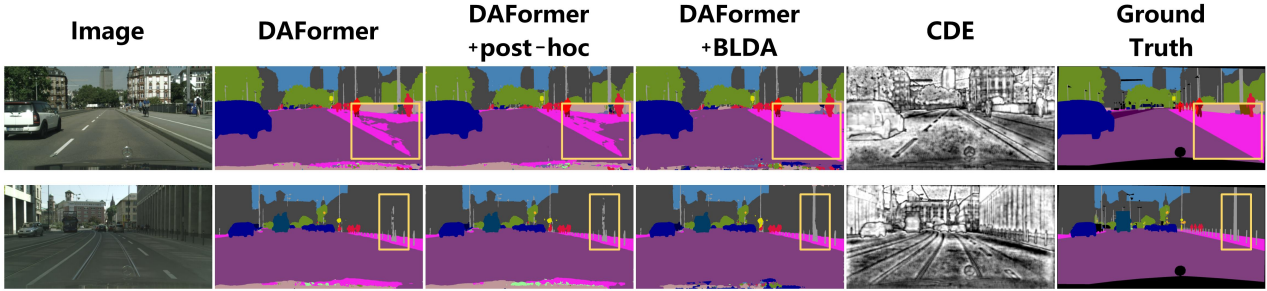 Image
DAFormer
DAFormer
+post-hoc
DAFormer
+BLDA
CDE
Ground
Truth